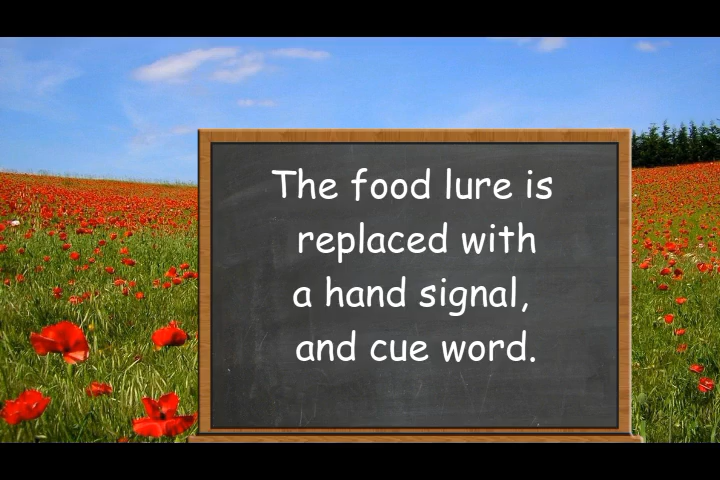 The food lure is
replaced with
a hand signal,
and cue word.